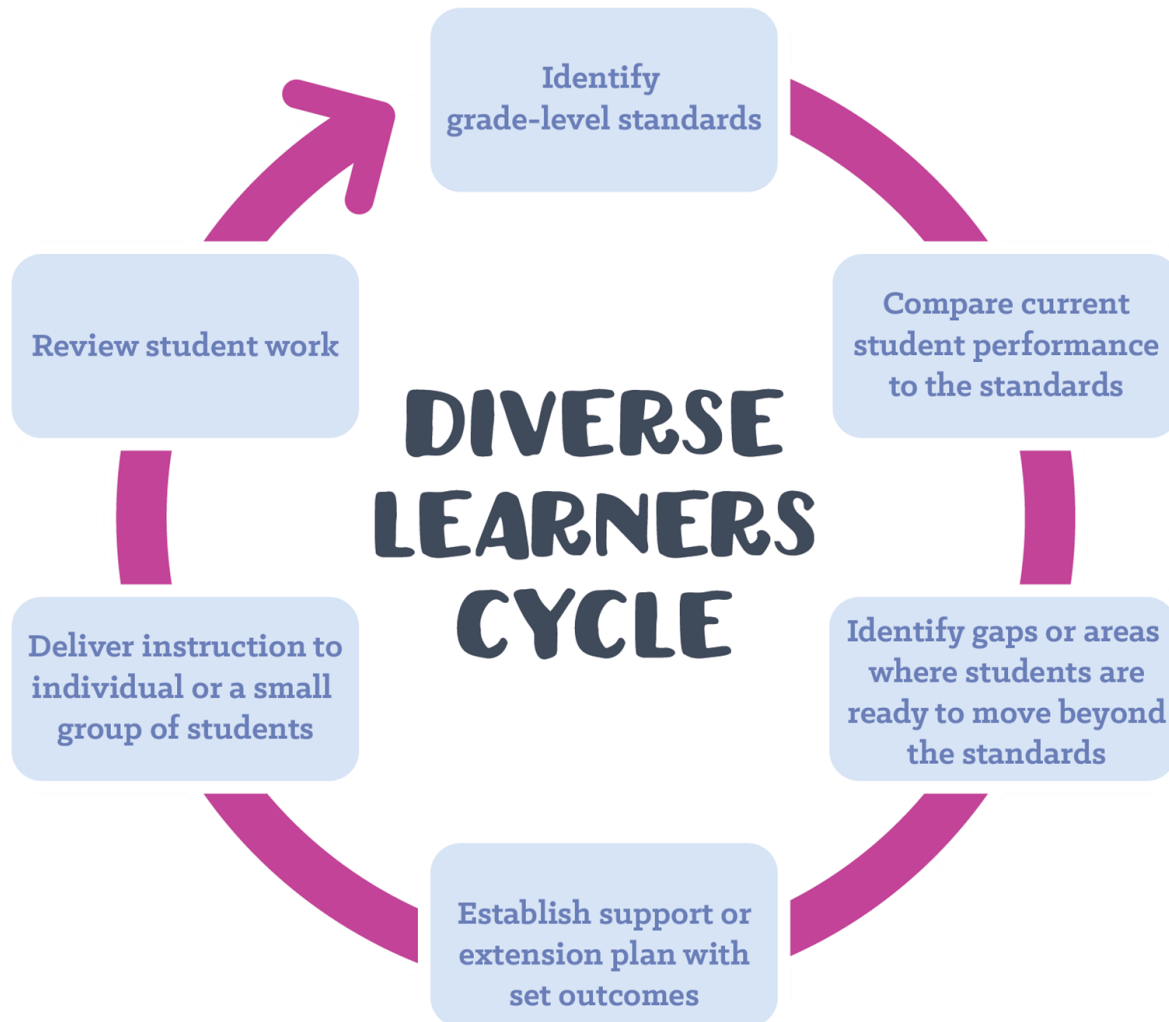 Identify
grade-level standards
Compare current
student performance
to the standards
Identify gaps or areas
where students are
ready to move beyond
the standards
Establish support or
extension plan with
set outcomes
Deliver instruction to
individual or a small
group of students
Review student work
DIVERSE
LEARNERS
CYCLE